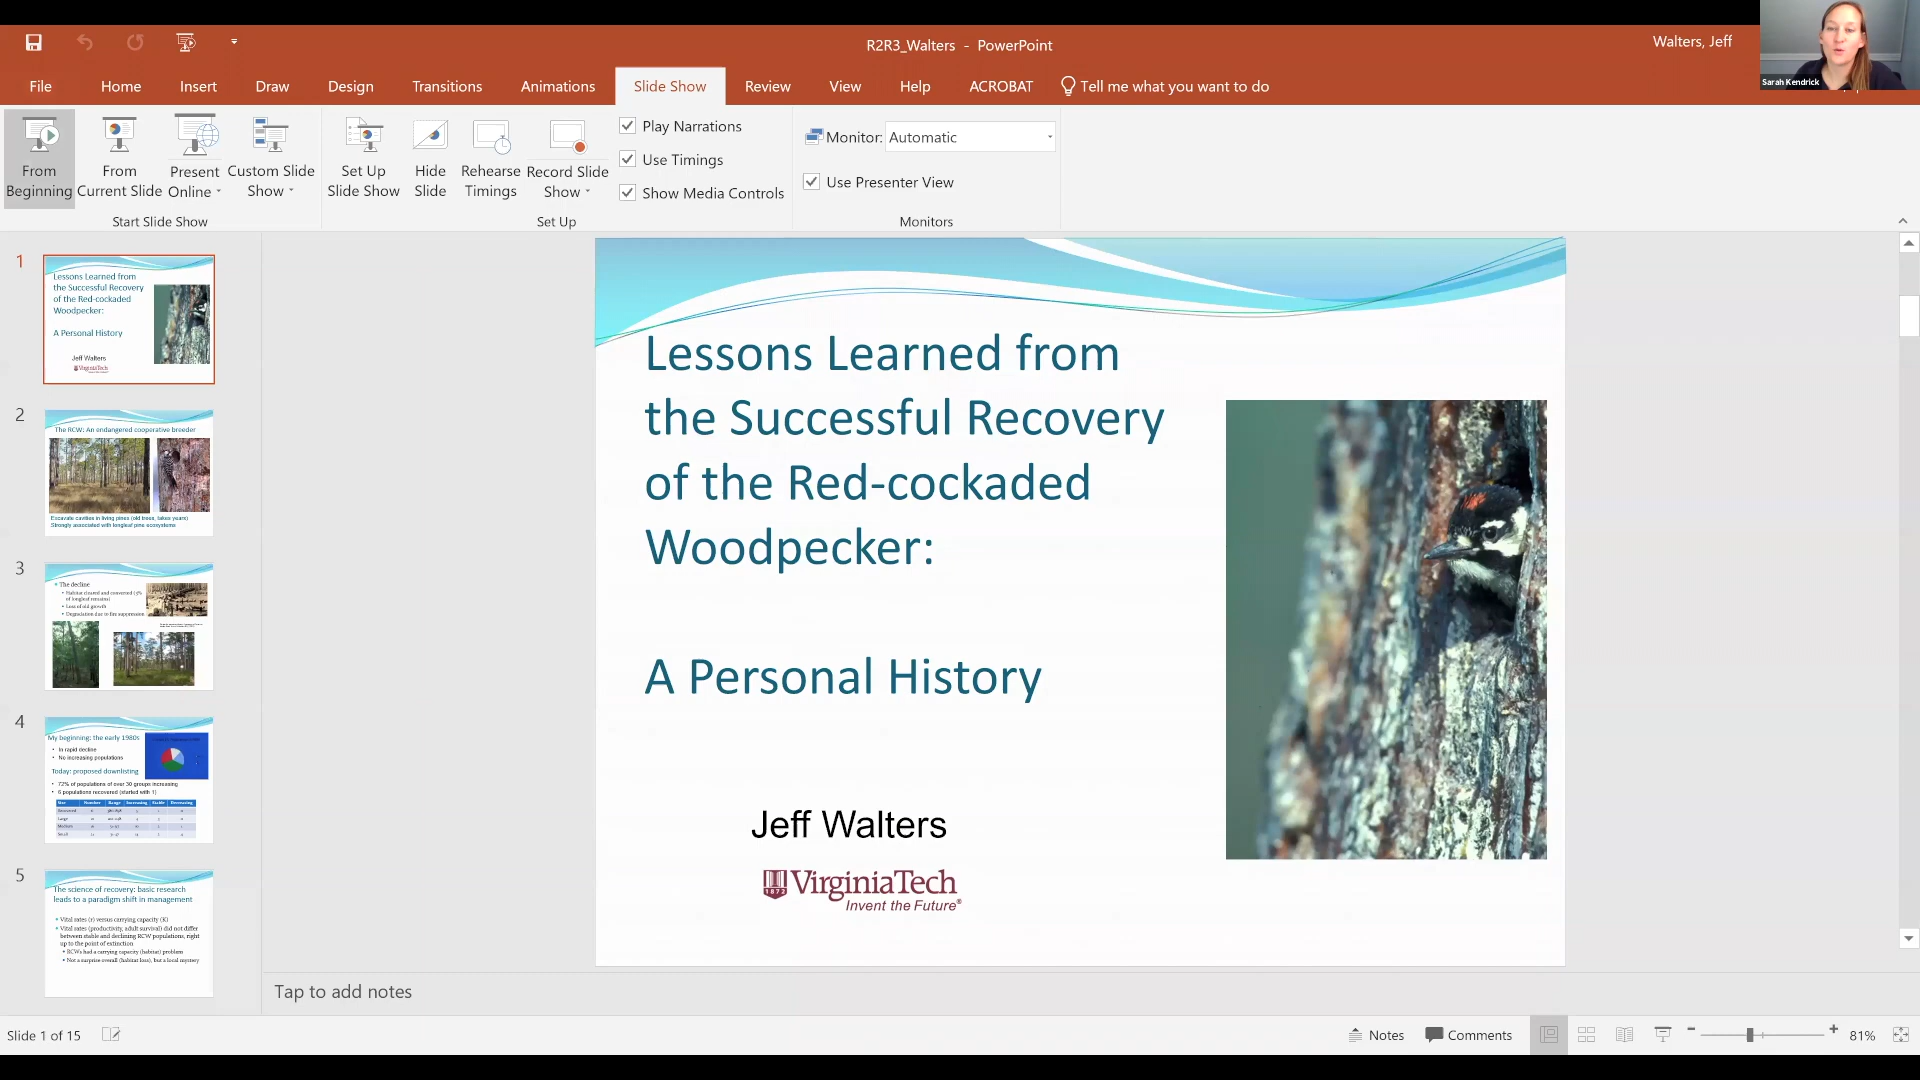 R2R3_Walters - PowerPoint
Walters, Jeff
Sarah Kendrick
File
Home
Insert
Draw
Design
Transitions
Animations
Slide Show
Review
View
Help
ACROBAT
Tell me what you want to do
From Beginning
From Current Slide
Present Online
Custom Slide Show
Start Slide Show
Set Up Slide Show
Hide Slide
Rehearse Timings
Record Slide Show
Play Narrations
Use Timings
Show Media Controls
Set Up
Monitor:
Automatic
Use Presenter View
Monitors
1
Lessons Learned from
the Successful Recovery
of the Red-cockaded
Woodpecker:
A Personal History
Jeff Walters
VirginiaTech
2
The RCW: An endangered cooperative breeder
Excavate cavities in living pines (old trees, takes years)
Strongly associated with longleaf pine ecosystems
3
The decline
Habitat cleared and converted (3%
of longleaf remains)
Loss of old growth
Degradation due to fire suppression
4
My beginning: the early 1980s
In rapid decline
No increasing populations
Today: proposed downlisting
72% of populations of over 30 groups increasing
6 populations recovered (started with 1)
Size Number Range Increasing Stable Decreasing
Large
Medium
Small
5
The science of recovery: basic research
leads to a paradigm shift in management
Vital rates (r) versus carrying capacity (K)
Vital rates (productivity, adult survival) did not differ
between stable and declining RCW populations, right
up to the point of extinction
RCWs had a carrying capacity (habitat) problem
Not a surprise overall (habitat loss), but a local mystery
Lessons Learned from
the Successful Recovery
of the Red-cockaded
Woodpecker:
A Personal History
Jeff Walters
1872 VirginiaTech
Invent the Future®
Tap to add notes
Slide 1 of 15
Notes
Comments
81%